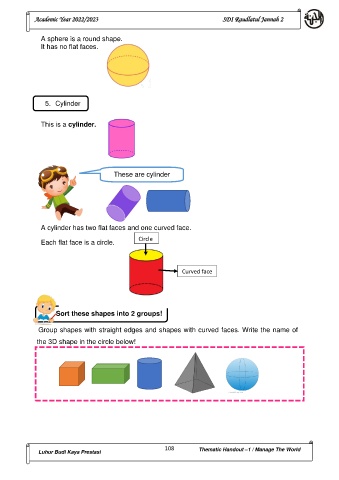 Academic Year 2022/2023 SDI Raudlatul Jannah 2
A sphere is a round shape.
It has no flat faces.
5. Cylinder
This is a cylinder.
These are cylinder
A cylinder has two flat faces and one curved face.
Each flat face is a circle.
Circle
Curved face
Sort these shapes into 2 groups!
Group shapes with straight edges and shapes with curved faces. Write the name of
the 3D shape in the circle below!
Luhur Budi Kaya Prestasi 108 Thematic Handout –1 / Manage The World